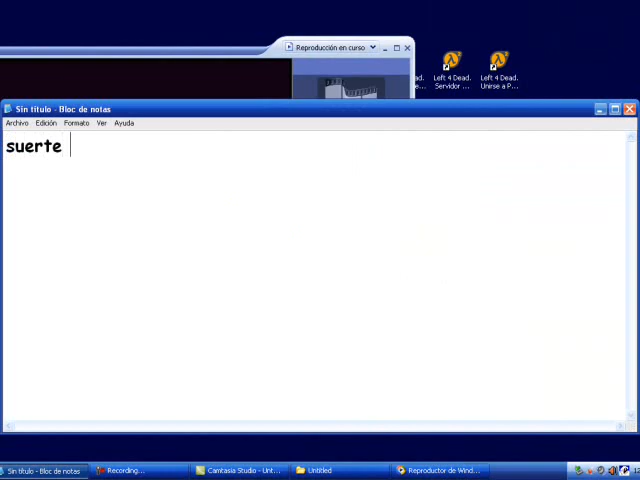 Reproducción en curso
Left 4 Dead.
Servidor ...
Left 4 Dead.
Unirse a P...
Sin título - Bloc de notas
Archivo Edición Formato Ver Ayuda
suerte
Sin título - Bloc de notas
Recording...
Camtasia Studio - Unt...
Untitled
Reproductor de Wind...